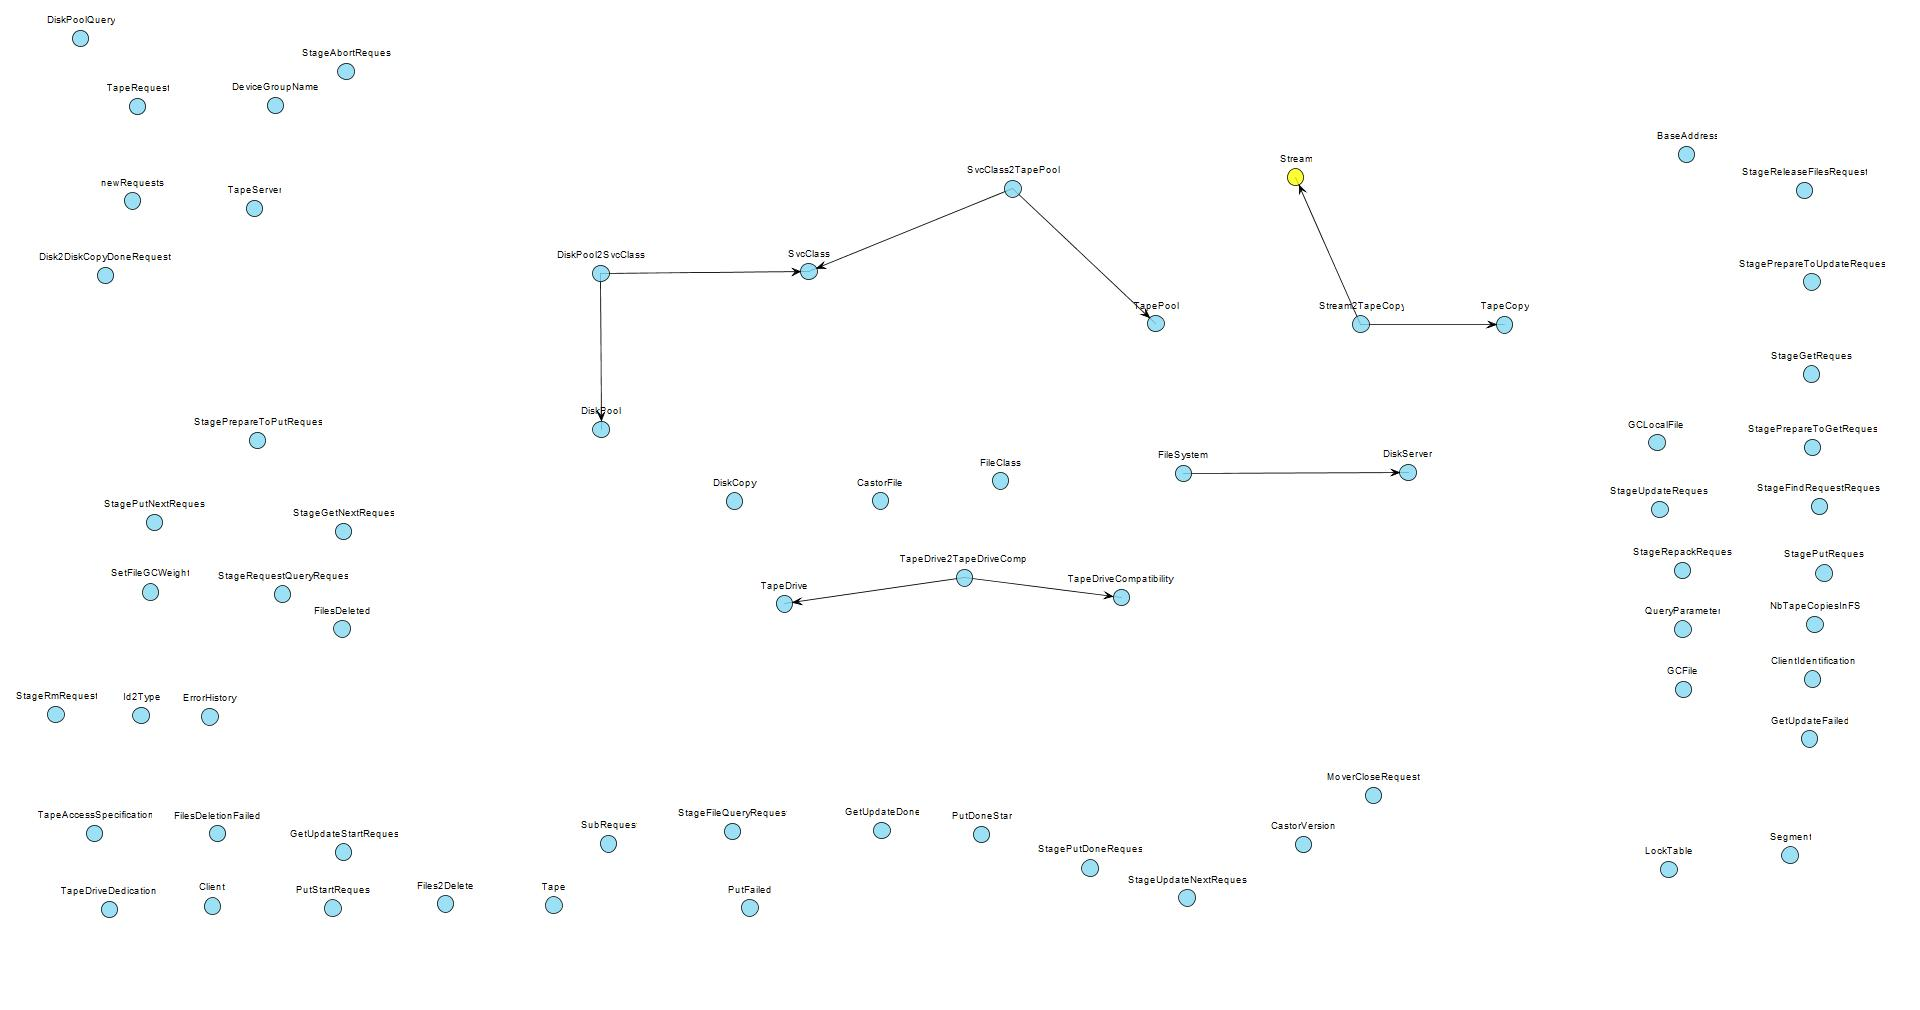 DiskPoolQuery
StageAbortReques
TapeRequest
DeviceGroupName
BaseAddress
Stream
SvcClass2TapePool
StageReleaseFilesRequest
newRequests
TapeServer
Disk2DiskCopyDoneRequest
DiskPool2SvcClass
SvcClass
StagePrepareToUpdateReques
TapePool
Stream2TapeCopy
TapeCopy
StageGetReques
DiskPool
StagePrepareToPutReques
GCLocalFile
StagePrepareToGetReques
FileClass
FileSystem
DiskServer
DiskCopy
CastorFile
StageUpdateReques
StageFindRequestReques
StagePutNextReques
StageGetNextReques
StageRepackReques
StagePutReques
TapeDrive2TapeDriveComp
SetFileGCWeight
StageRequestQueryReques
TapeDrive
TapeDriveCompatibility
FilesDeleted
QueryParameter
NbTapeCopiesInFS
GCFile
ClientIdentification
StageRmRequest
Id2Type
ErrorHistory
GetUpdateFailed
MoverCloseRequest
TapeAccessSpecification
FilesDeletionFailed
GetUpdateStartReques
SubReques
StageFileQueryReques
GetUpdateDone
PutDoneStar
CastorVersion
StagePutDoneReques
LockTable
Segment
TapeDriveDedication
Client
PutStartReques
Files2Delete
Tape
PutFailed
StageUpdateNextReques